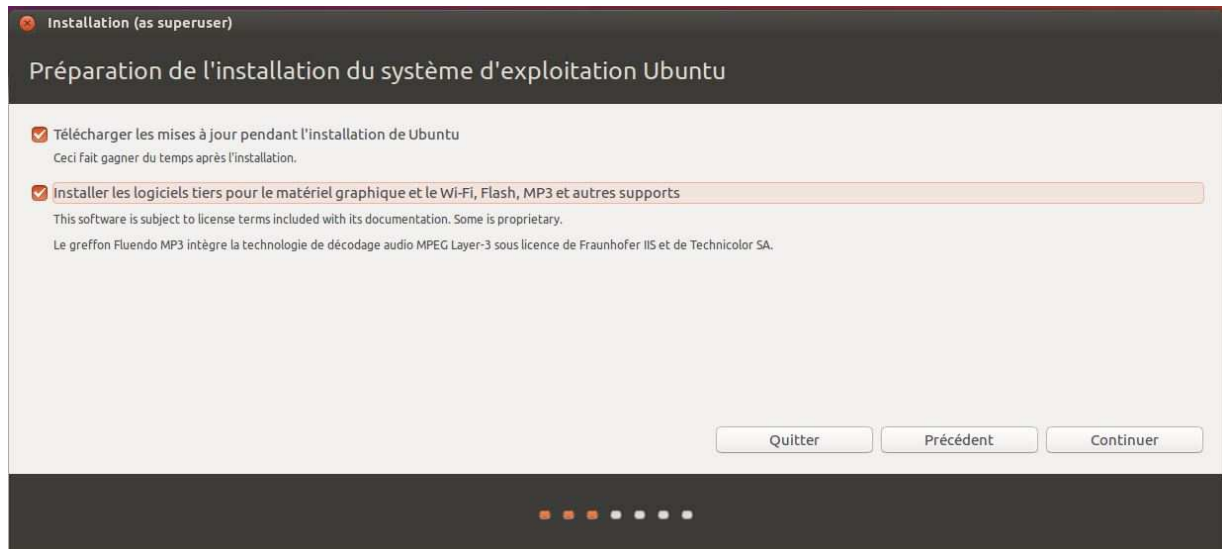 Installation (as superuser)
Préparation de l'installation du système d'exploitation Ubuntu
Télécharger les mises à jour pendant l'installation de Ubuntu
Ceci fait gagner du temps après l'installation.
Installer les logiciels tiers pour le matériel graphique et le Wi-Fi, Flash, MP3 et autres supports
This software is subject to license terms included with its documentation. Some is proprietary.
Le greffon Fluendo MP3 intègre la technologie de décodage audio MPEG Layer-3 sous licence de Fraunhofer IIS et de Technicolor SA.
Quitter Précédent Continuer